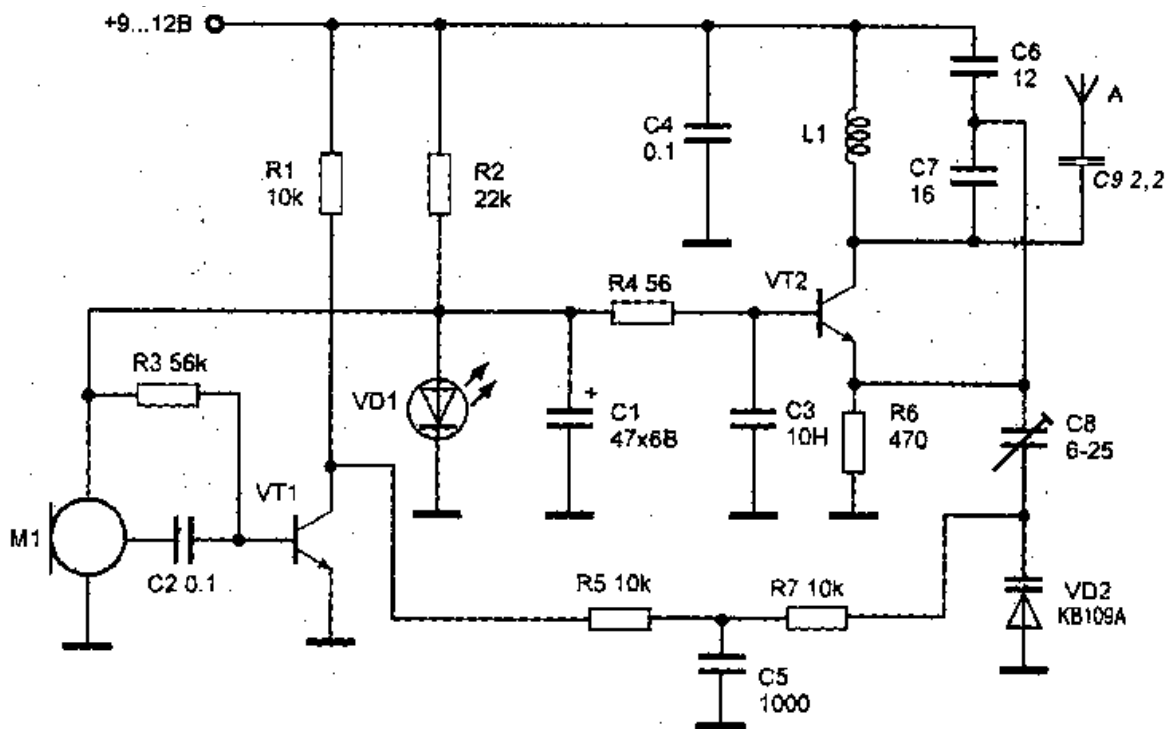 +9...12В
R1
10k
R2
22k
C4
0.1
L1
C6
12
A
C7
16
C9 2,2
R4 56
VT2
R3 56k
VD1
+
C1
47x6В
C3
10Н
R6
470
C8
6-25
VT1
M1
C2 0.1
R5 10k
R7 10k
VD2
KB109A
C5
1000